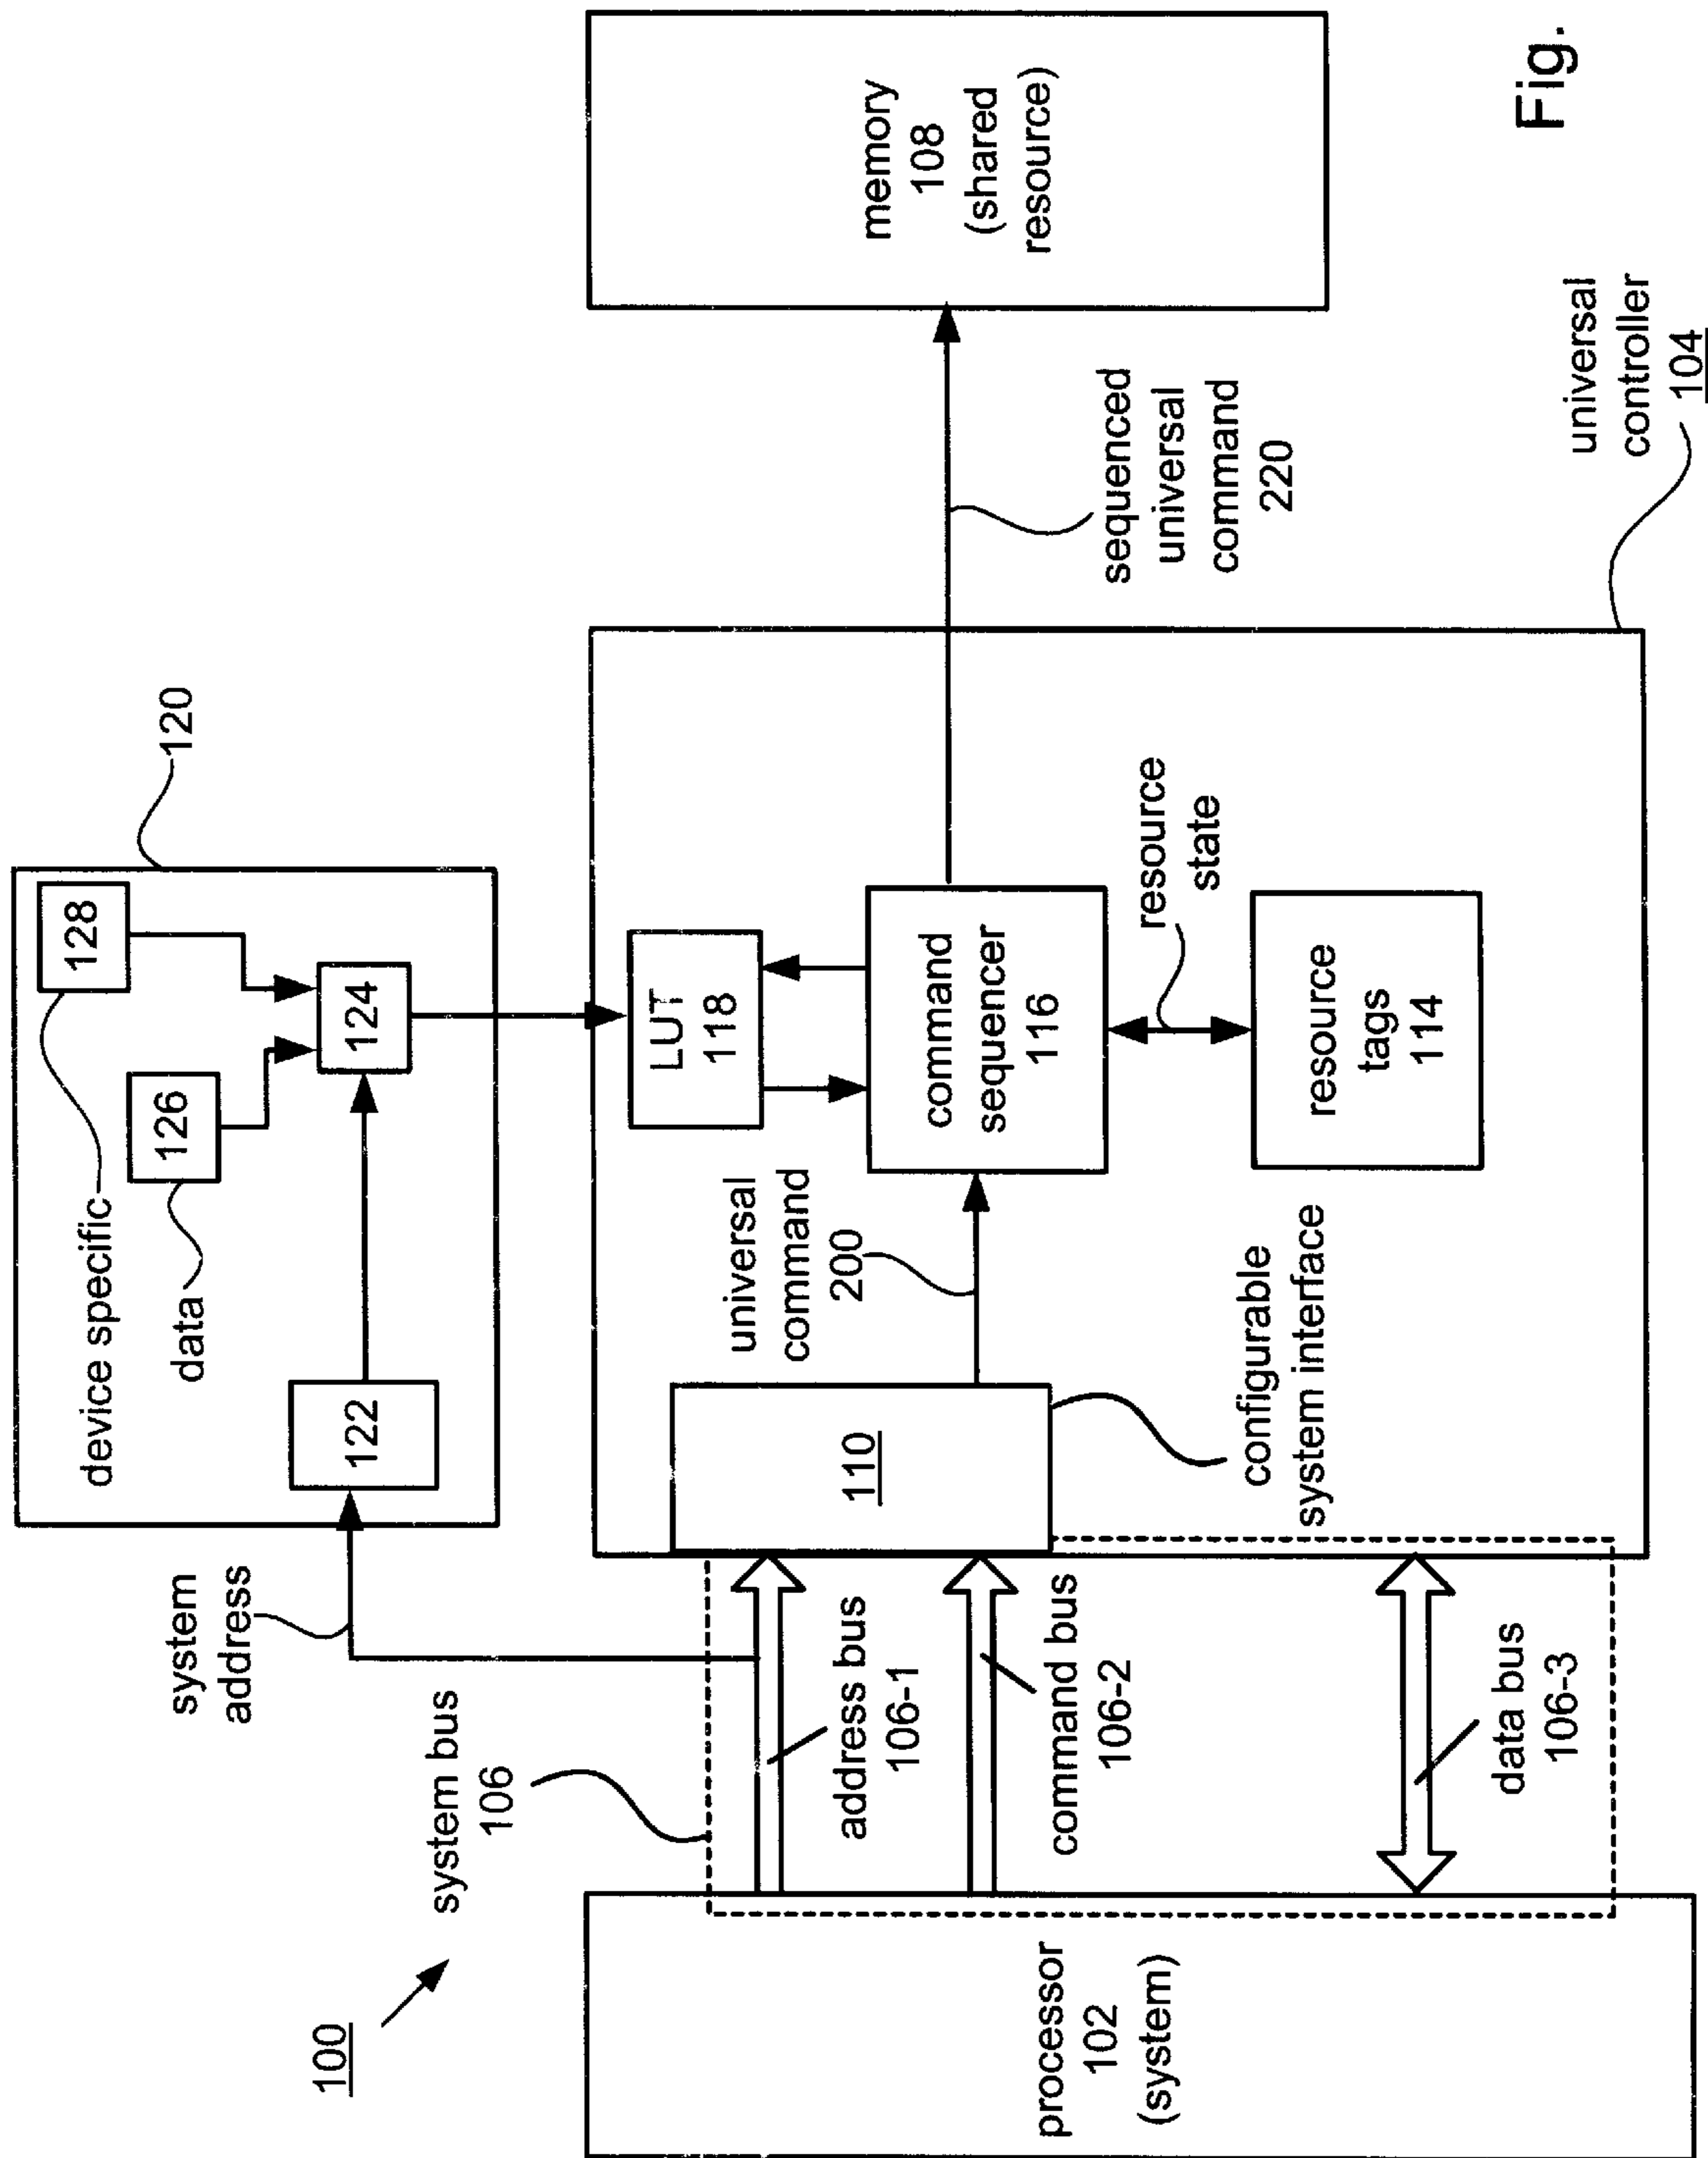 100
system
address
system bus
106
device specific
128
data
126
122
124
120
processor
102
(system)
address bus
106-1
command bus
106-2
data bus
106-3
110
configurable
system interface
universal
command
200
LUT
118
command
sequencer
116
resource
state
resource
tags
114
sequenced
universal
command
220
universal
controller
104
memory
108
(shared
resource)
Fig.